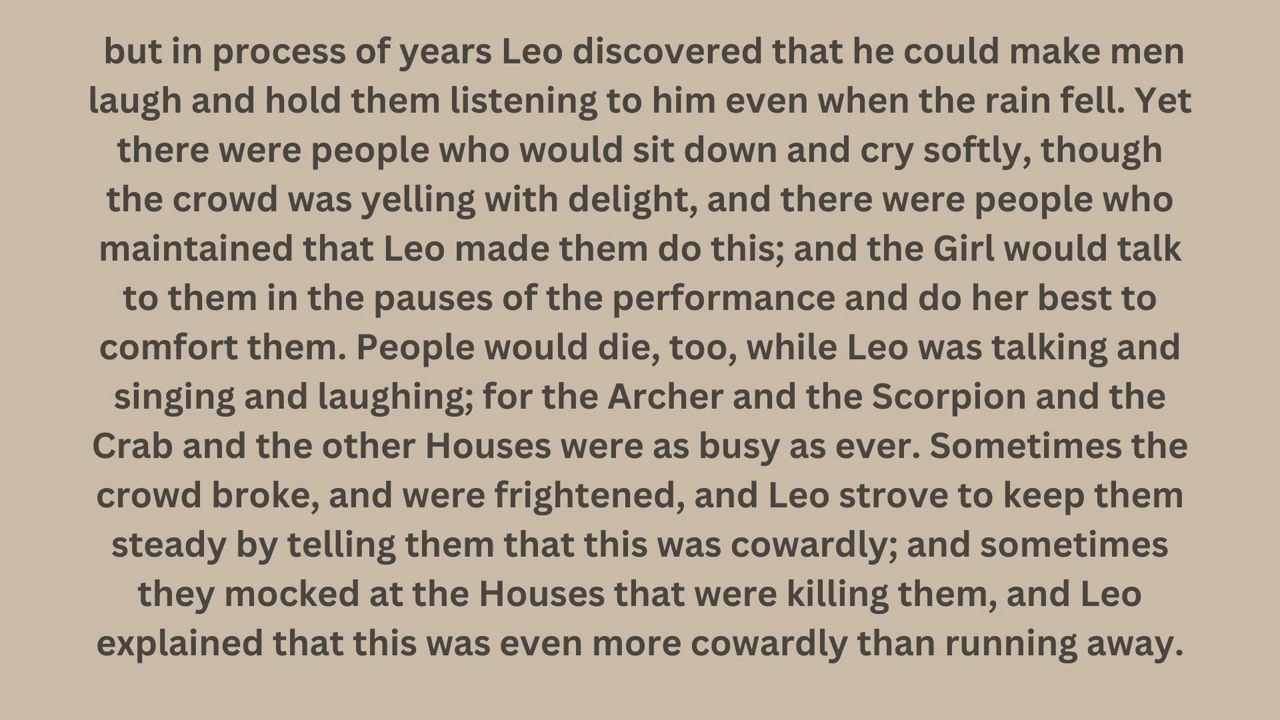 but in process of years Leo discovered that he could make men
laugh and hold them listening to him even when the rain fell. Yet
there were people who would sit down and cry softly, though
the crowd was yelling with delight, and there were people who
maintained that Leo made them do this; and the Girl would talk
to them in the pauses of the performance and do her best to
comfort them. People would die, too, while Leo was talking and
singing and laughing; for the Archer and the Scorpion and the
Crab and the other Houses were as busy as ever. Sometimes the
crowd broke, and were frightened, and Leo strove to keep them
steady by telling them that this was cowardly; and sometimes
they mocked at the Houses that were killing them, and Leo
explained that this was even more cowardly than running away.